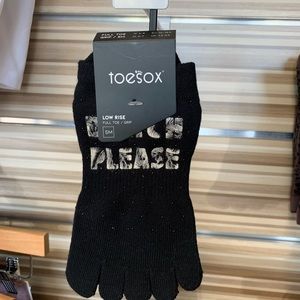 toesox
LOW RISE
FULL TOE / GRIP
SM
PLEASE